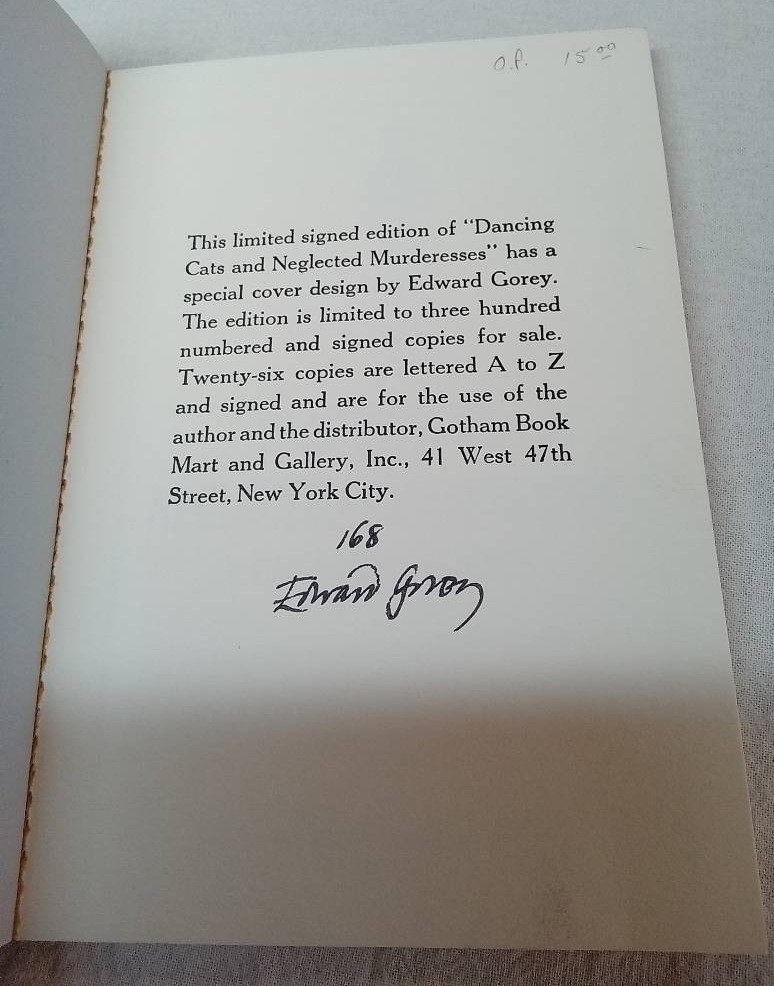 O.P. 15.00
This limited signed edition of “Dancing
Cats and Neglected Murderesses” has a
special cover design by Edward Gorey.
The edition is limited to three hundred
numbered and signed copies for sale.
Twenty-six copies are lettered A to Z
and signed and are for the use of the
author and the distributor, Gotham Book
Mart and Gallery, Inc., 41 West 47th
Street, New York City.
168
Edward Gorey